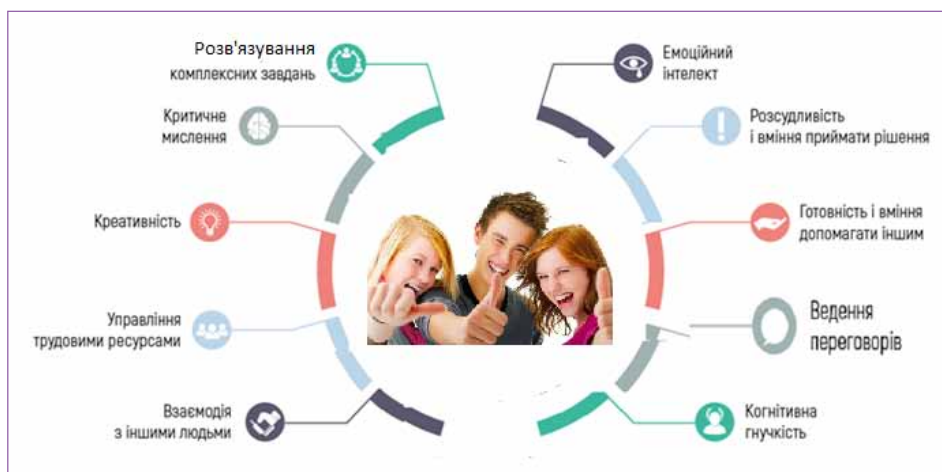 Розв'язування
комплексних завдань
Критичне
мислення
Креативність
Управління
трудовими ресурсами
Взаємодія
з іншими людьми
Емоційний
інтелект
Розсудливість
і вміння приймати рішення
Готовність і вміння
допомагати іншим
Ведення
переговорів
Когнітивна
гнучкість